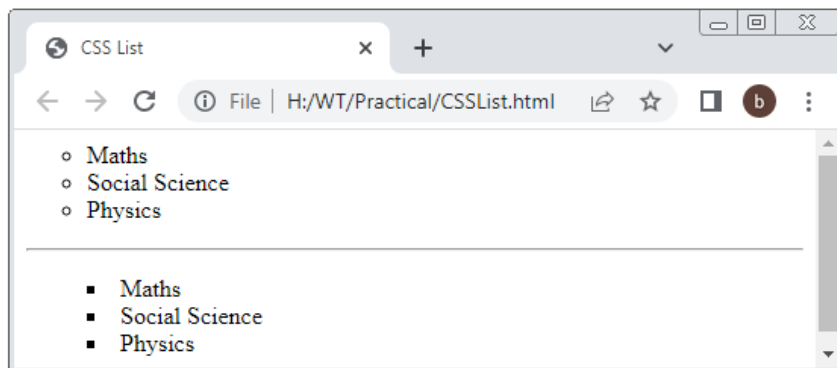 CSS List
File H:/WT/Practical/CSSList.html b
Maths
Social Science
Physics
Maths
Social Science
Physics